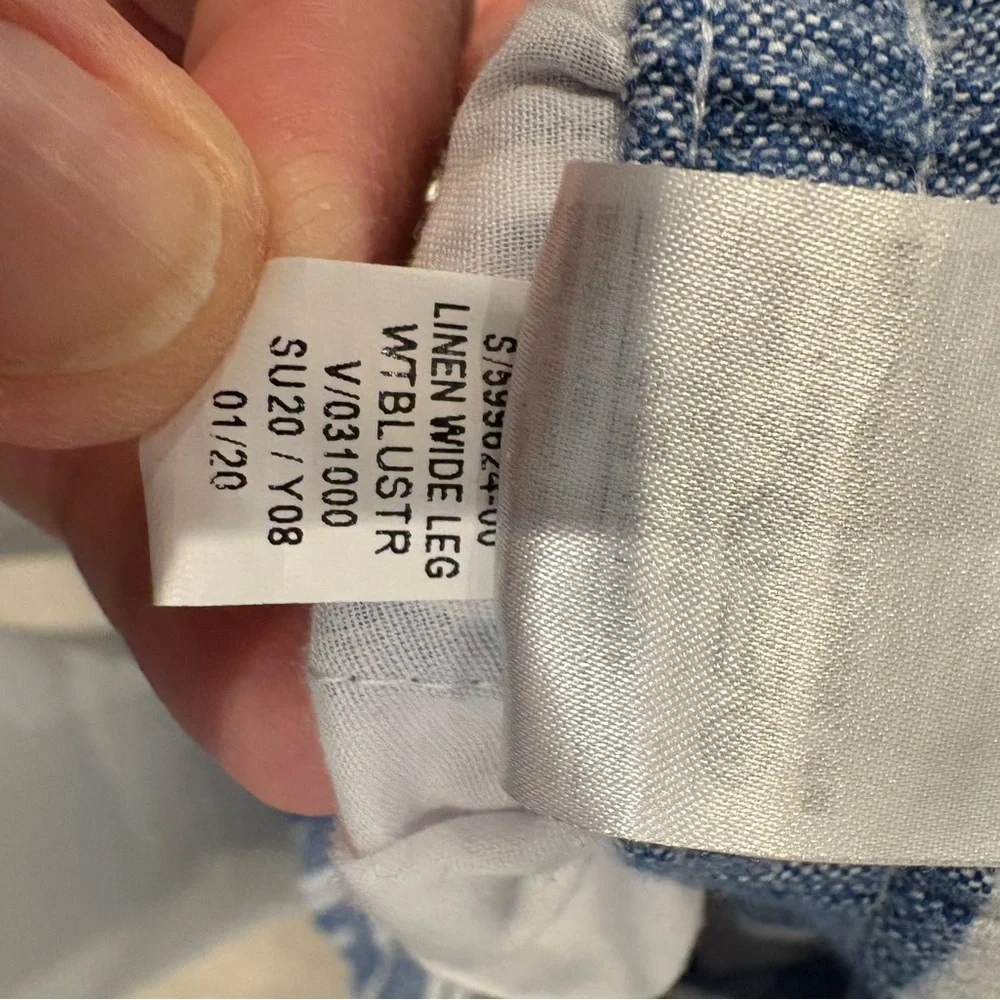 LINEN WIDE LEG
WTBLUSTR
V/031000
SU20 / Y08
01/20